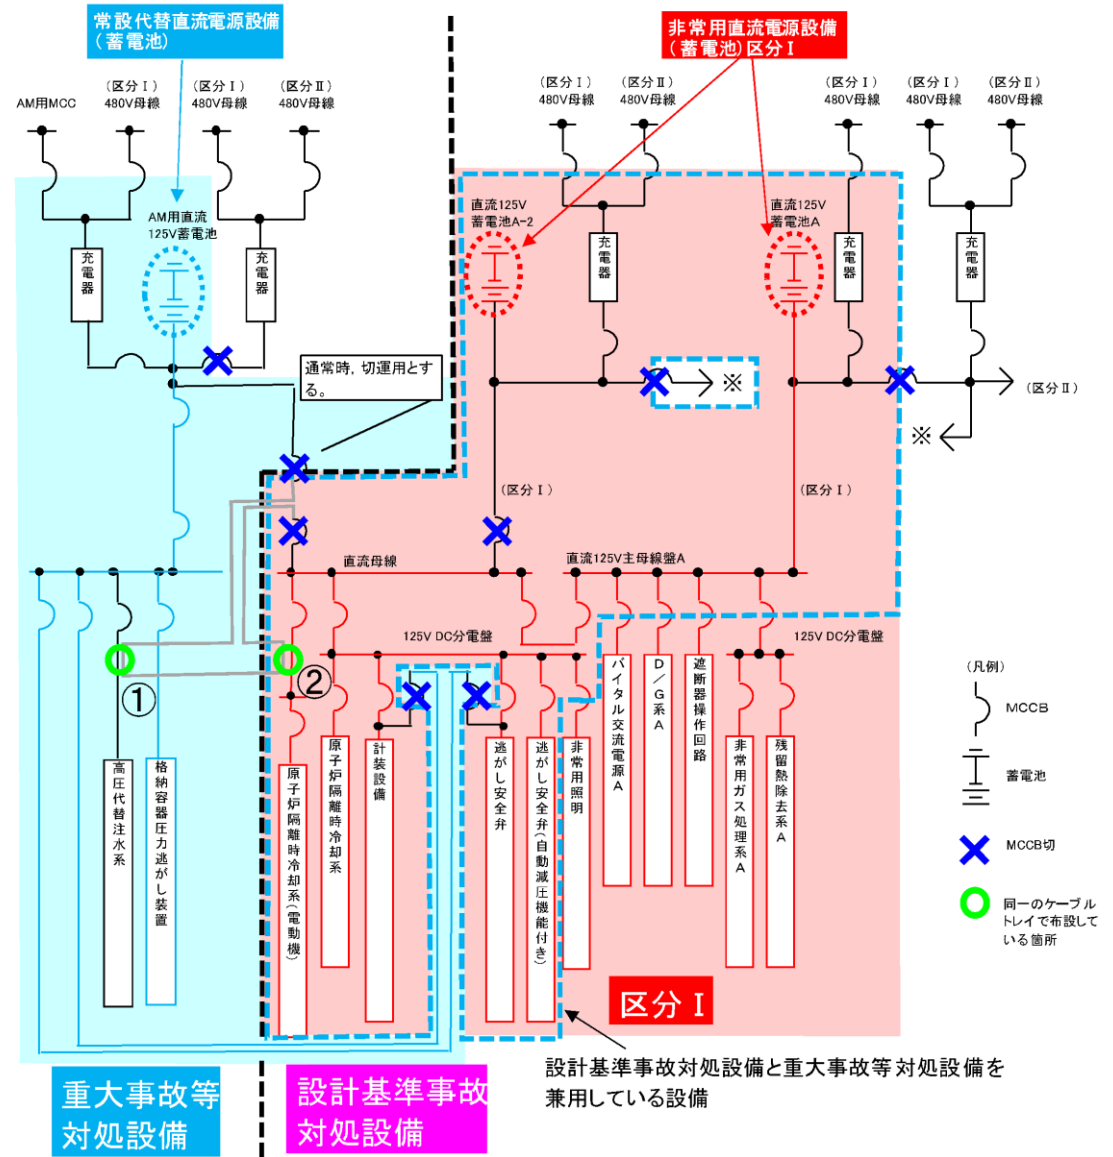 常設代替直流電源設備
(蓄電池)
非常用直流電源設備
(蓄電池)区分Ⅰ
AM用MCC
(区分Ⅰ)
480V母線
(区分Ⅰ)
480V母線
(区分Ⅱ)
480V母線
(区分Ⅰ)
480V母線
(区分Ⅱ)
480V母線
(区分Ⅰ)
480V母線
(区分Ⅰ)
480V母線
(区分Ⅱ)
480V母線
AM用直流
125V蓄電池
直流125V
蓄電池A-2
直流125V
蓄電池A
充電器
充電器
充電器
充電器
充電器
通常時,切運用とす
る。
※
(区分Ⅱ)
※
(区分Ⅰ)
(区分Ⅰ)
直流母線
直流125V主母線盤A
125V DC分電盤
125V DC分電盤
①
②
高圧代替注水系
格納容器圧力逃がし装置
原子炉隔離時冷却系(電動機)
原子炉隔離時冷却系
計装設備
逃がし安全弁
逃がし安全弁(自動減圧機能付き)
非常用照明
バイタル交流電源A
D/G系A
遮断器操作回路
非常用ガス処理系A
残留熱除去系A
(凡例)
MCCB
蓄電池
MCCB切
同一のケーブル
トレイで布設して
いる箇所
区分Ⅰ
設計基準事故対処設備と重大事故等対処設備を
兼用している設備
重大事故等
対処設備
設計基準事故
対処設備